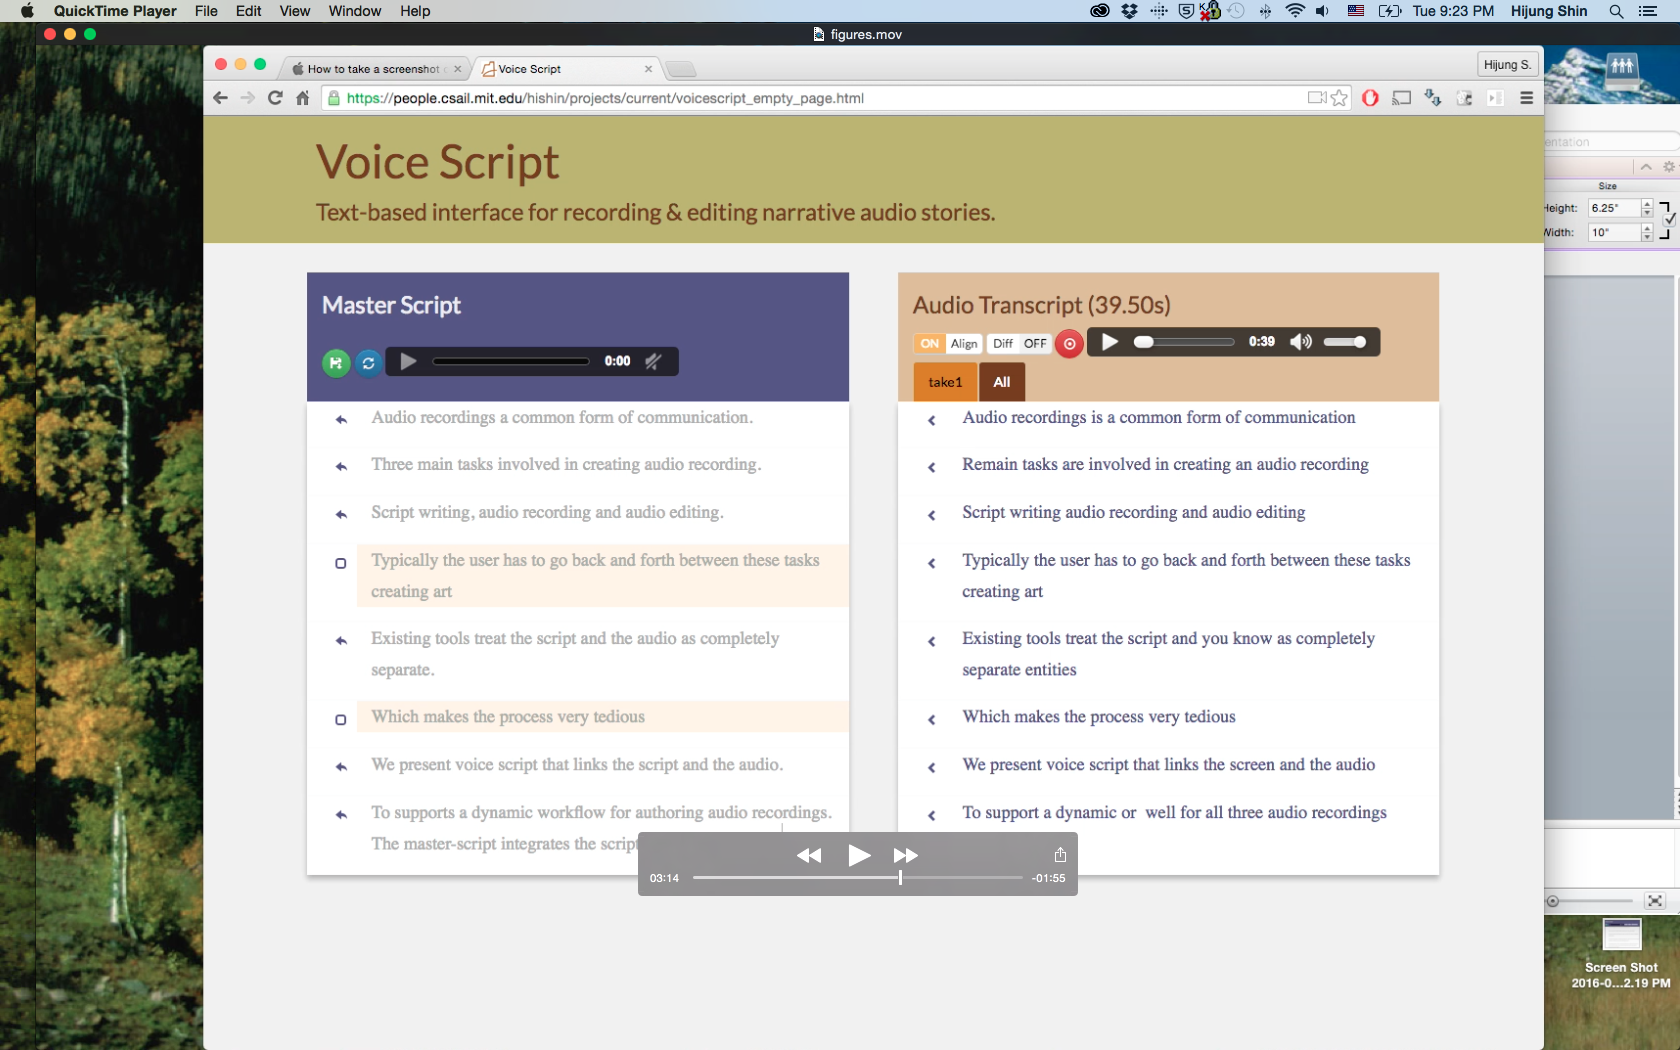 QuickTime Player File Edit View Window Help Tue 9:23 PM Hijung Shin
figures.mov
How to take a screenshot
Voice Script
Hijung S.
https://people.csail.mit.edu/hishin/projects/current/voicescript_empty_page.html
Voice Script
Text-based interface for recording & editing narrative audio stories.
Master Script
0:00
Audio recordings a common form of communication.
Three main tasks involved in creating audio recording.
Script writing, audio recording and audio editing.
Typically the user has to go back and forth between these tasks
creating art
Existing tools treat the script and the audio as completely
separate.
Which makes the process very tedious
We present voice script that links the script and the audio.
To supports a dynamic workflow for authoring audio recordings.
The master-script integrates the script
Audio Transcript (39.50s)
ON Align Diff OFF 0:39
take1 All
Audio recordings is a common form of communication
Remain tasks are involved in creating an audio recording
Script writing audio recording and audio editing
Typically the user has to go back and forth between these tasks
creating art
Existing tools treat the script and you know as completely
separate entities
Which makes the process very tedious
We present voice script that links the screen and the audio
To support a dynamic or well for all three audio recordings
03:14 -01:55
entation
Size
Height: 6.25"
Width: 10"
Screen Shot
2016-0...2.19 PM